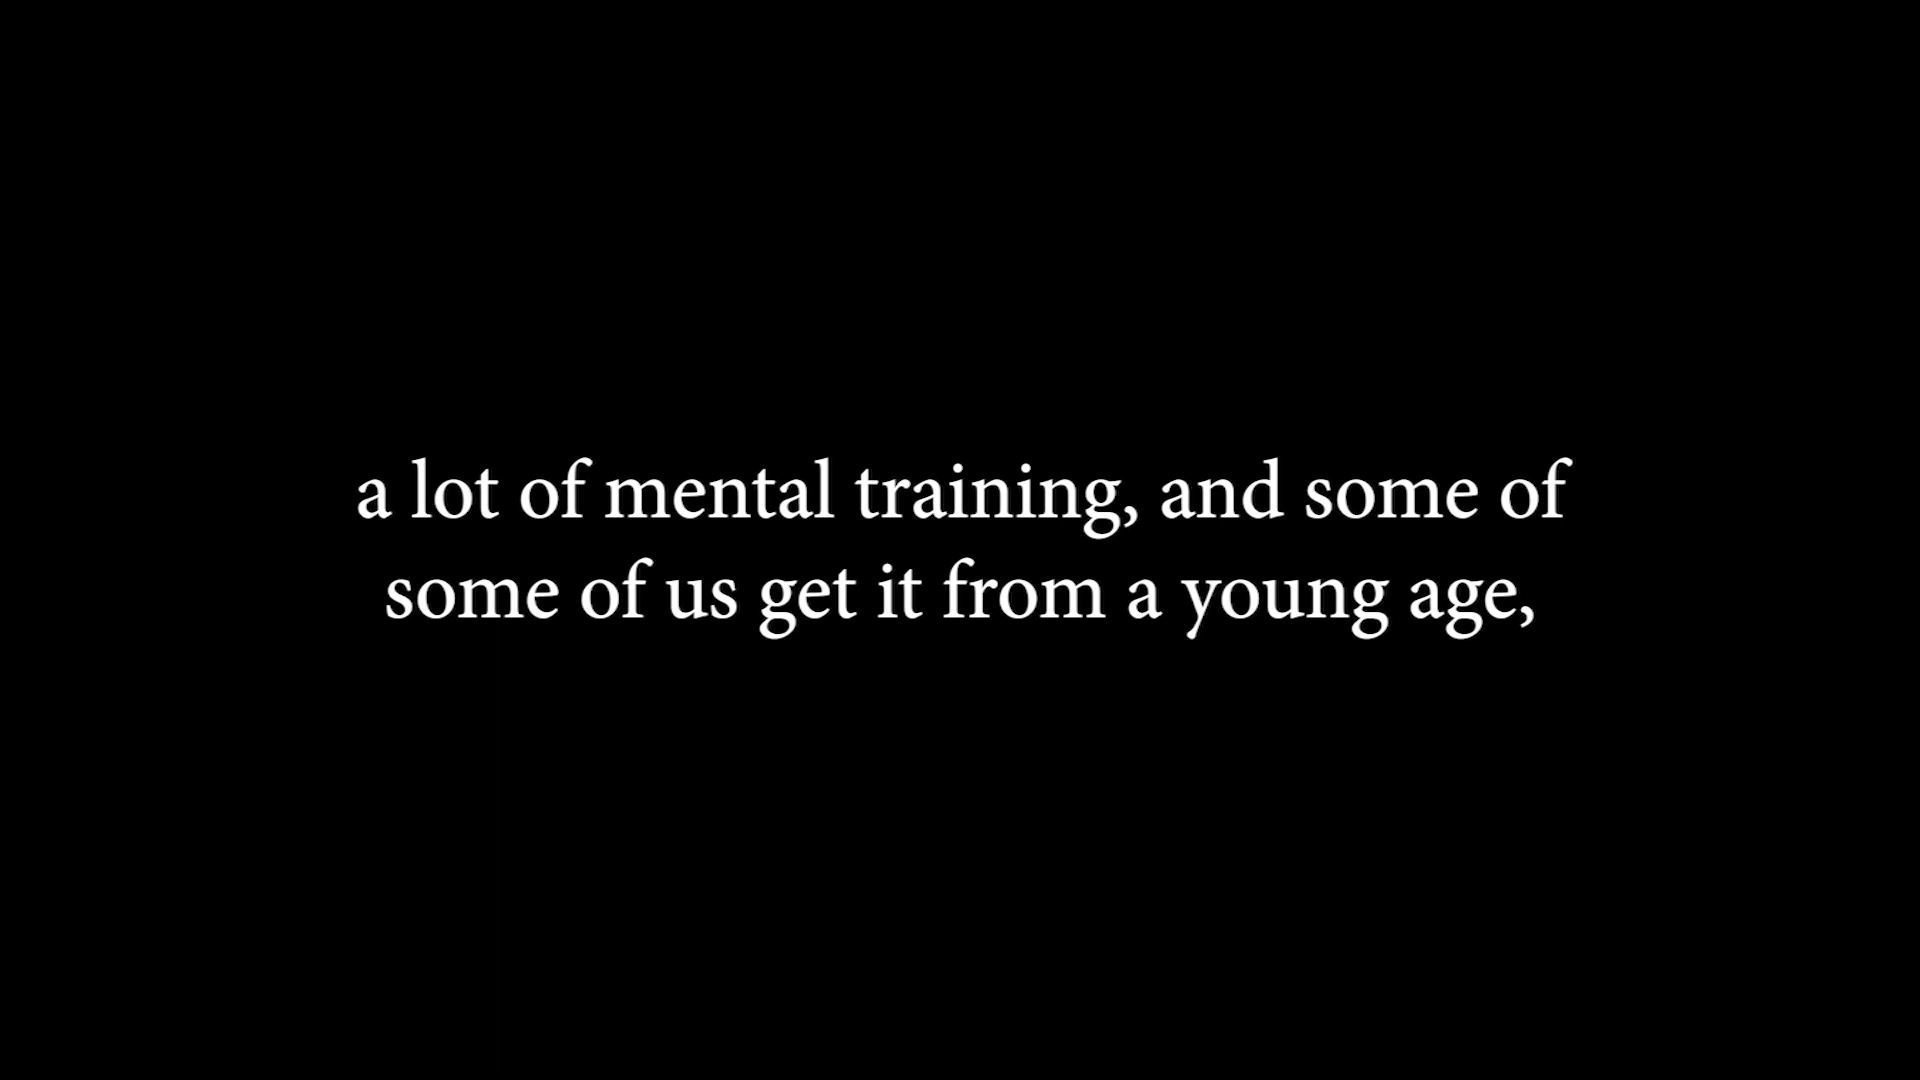 a lot of mental training, and some of
some of us get it from a young age,